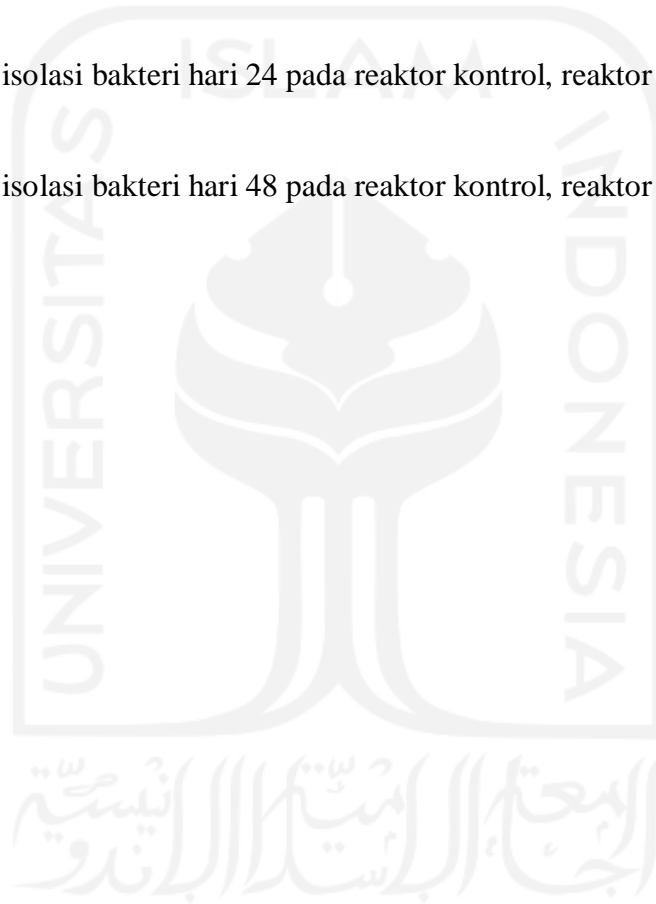 ISLAM
isolasi bakteri hari 24 pada reaktor kontrol, reaktor
isolasi bakteri hari 48 pada reaktor kontrol, reaktor
UNIVERSITAS
INDONESIA